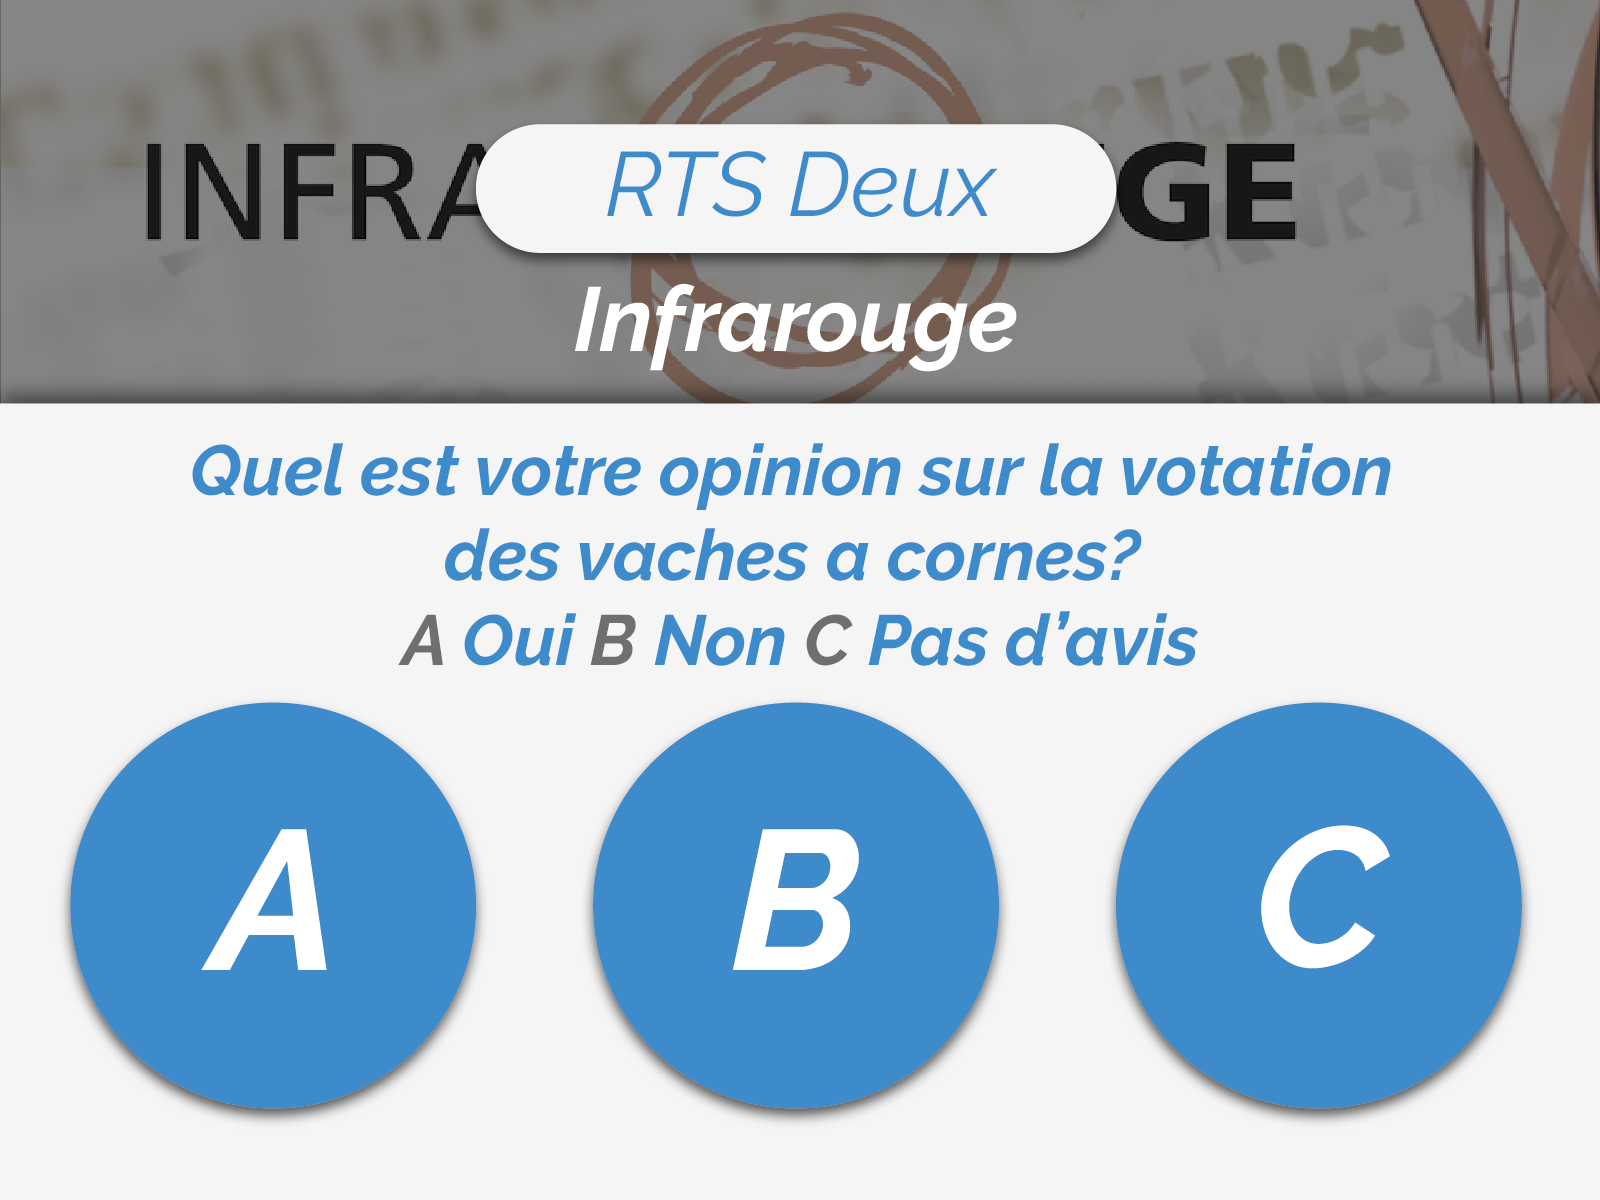 INFRA GE
RTS Deux
Infrarouge
Quel est votre opinion sur la votation
des vaches a cornes?
A Oui B Non C Pas d’avis
A B C